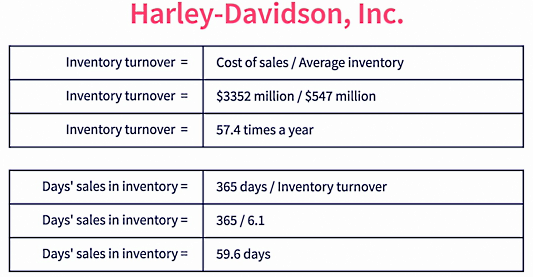 Harley-Davidson, Inc.
Inventory turnover = Cost of sales / Average inventory
Inventory turnover = $3352 million / $547 million
Inventory turnover = 57.4 times a year
Days' sales in inventory = 365 days / Inventory turnover
Days' sales in inventory = 365 / 6.1
Days' sales in inventory = 59.6 days